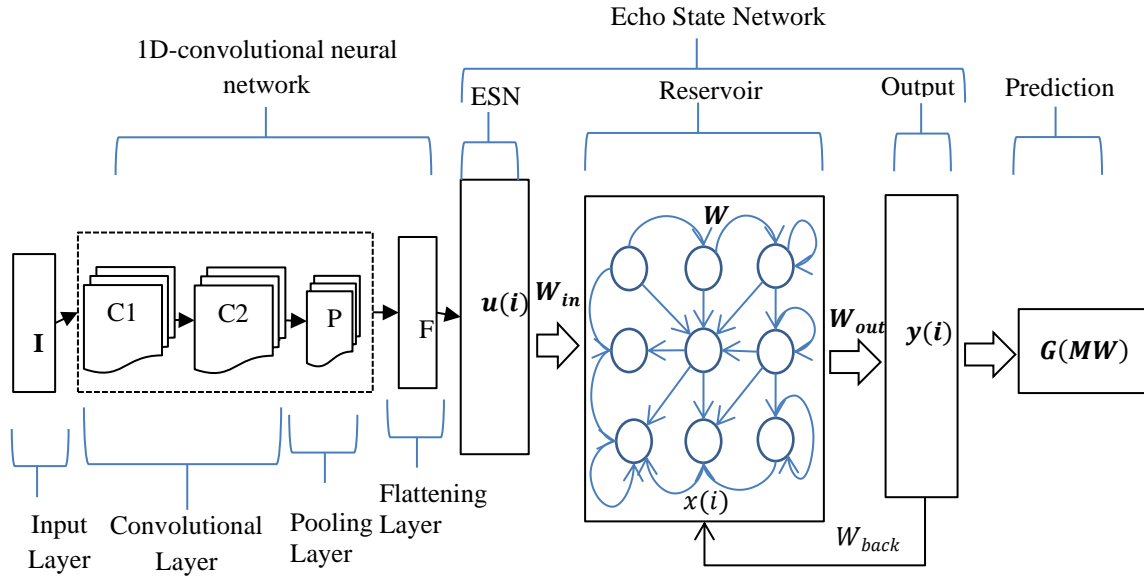 Echo State Network
1D-convolutional neural
network
ESN
Reservoir
Output
Prediction
I
C1
C2
P
F
u(i)
W_in
W
x(i)
W_out
y(i)
G(MW)
W_back
Input
Layer
Convolutional
Layer
Pooling
Layer
Flattening
Layer